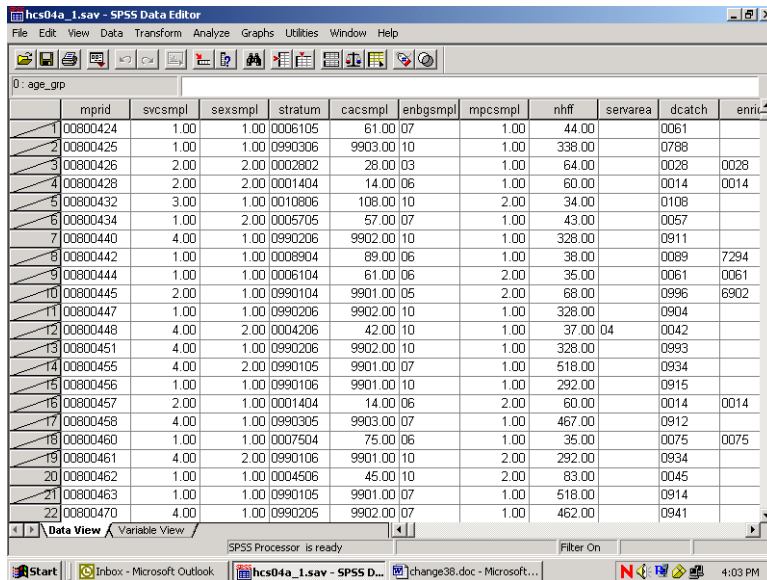 hcs04a_1.sav - SPSS Data Editor
File Edit View Data Transform Analyze Graphs Utilities Window Help
0 : age_grp
mprid svcsmpl sexsmpl stratum cacsmpl enbgsmpl mpcsmpl nhff servarea dcatch
1 00800424 1.00 1.00 0006105 61.00 07 1.00 44.00 0061
2 00800425 1.00 1.00 0990306 9903.00 10 1.00 338.00 0788
3 00800426 2.00 2.00 0002802 28.00 03 1.00 64.00 0028 0028
4 00800428 2.00 2.00 0001404 14.00 06 1.00 60.00 0014 0014
5 00800432 3.00 1.00 0010806 108.00 10 2.00 34.00 0108
6 00800434 1.00 2.00 0005705 57.00 07 1.00 43.00 0057
7 00800440 4.00 1.00 0990206 9902.00 10 1.00 328.00 0911
8 00800442 1.00 1.00 0008904 89.00 06 1.00 38.00 0089 7294
9 00800444 1.00 1.00 0006104 61.00 06 2.00 35.00 0061 0061
10 00800445 2.00 1.00 0990104 9901.00 05 2.00 68.00 0996 6902
11 00800447 1.00 1.00 0990206 9902.00 10 1.00 328.00 0904
12 00800448 4.00 2.00 0004206 42.00 10 1.00 37.00 04 0042
13 00800451 4.00 1.00 0990206 9902.00 10 1.00 328.00 0993
14 00800455 4.00 2.00 0990105 9901.00 07 1.00 518.00 0934
15 00800456 1.00 1.00 0990106 9901.00 10 1.00 292.00 0915
16 00800457 2.00 1.00 0001404 14.00 06 2.00 60.00 0014 0014
17 00800458 4.00 1.00 0990305 9903.00 07 1.00 467.00 0912
18 00800460 1.00 1.00 0007504 75.00 06 1.00 35.00 0075 0075
19 00800461 4.00 2.00 0990106 9901.00 10 2.00 292.00 0934
20 00800462 1.00 1.00 0004506 45.00 10 2.00 83.00 0045
21 00800463 1.00 1.00 0990105 9901.00 07 1.00 518.00 0914
22 00800470 4.00 1.00 0990205 9902.00 07 1.00 462.00 0941
Data View Variable View
SPSS Processor is ready Filter On
Start Inbox - Microsoft Outlook hcs04a_1.sav - SPSS D... change38.doc - Microsoft... N 4:03 PM